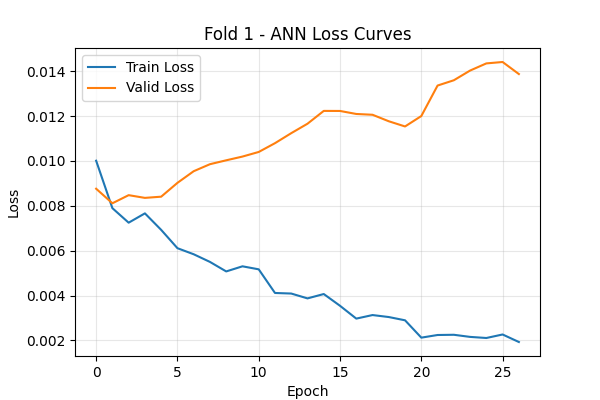 Fold 1 - ANN Loss Curves
Train Loss
Valid Loss
0.014
0.012
0.010
0.008
0.006
0.004
0.002
Loss
0 5 10 15 20 25
Epoch